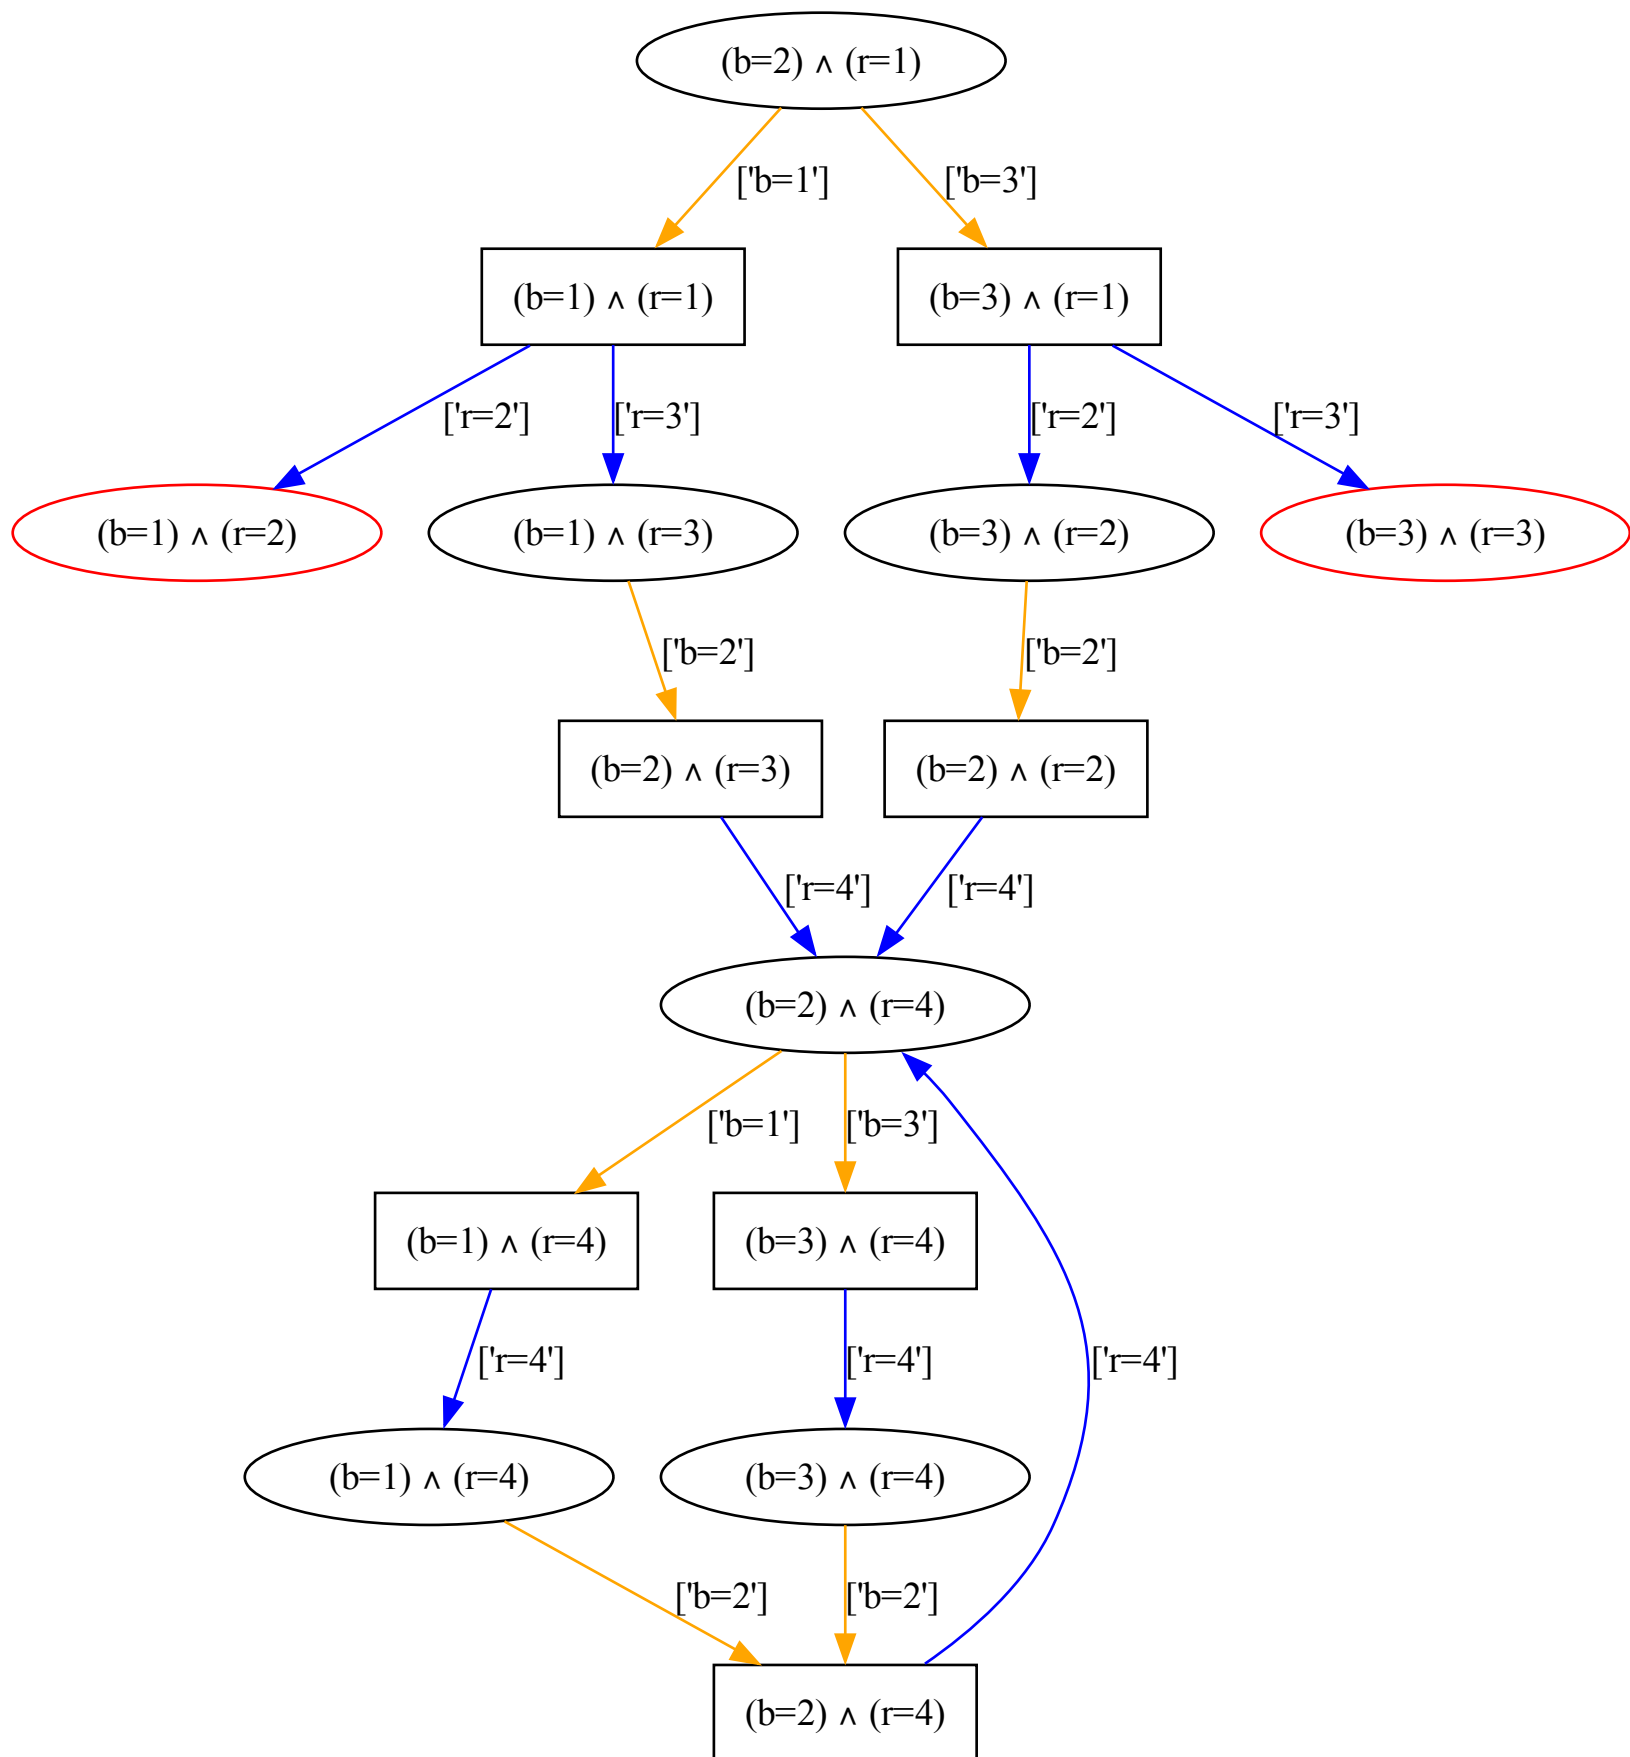 (b=2) ∧ (r=1)
['b=1']
['b=3']
(b=1) ∧ (r=1)
(b=3) ∧ (r=1)
['r=2']
['r=3']
['r=2']
['r=3']
(b=1) ∧ (r=2)
(b=1) ∧ (r=3)
(b=3) ∧ (r=2)
(b=3) ∧ (r=3)
['b=2']
['b=2']
(b=2) ∧ (r=3)
(b=2) ∧ (r=2)
['r=4']
['r=4']
(b=2) ∧ (r=4)
['b=1']
['b=3']
(b=1) ∧ (r=4)
(b=3) ∧ (r=4)
['r=4']
['r=4']
['r=4']
(b=1) ∧ (r=4)
(b=3) ∧ (r=4)
['b=2']
['b=2']
(b=2) ∧ (r=4)